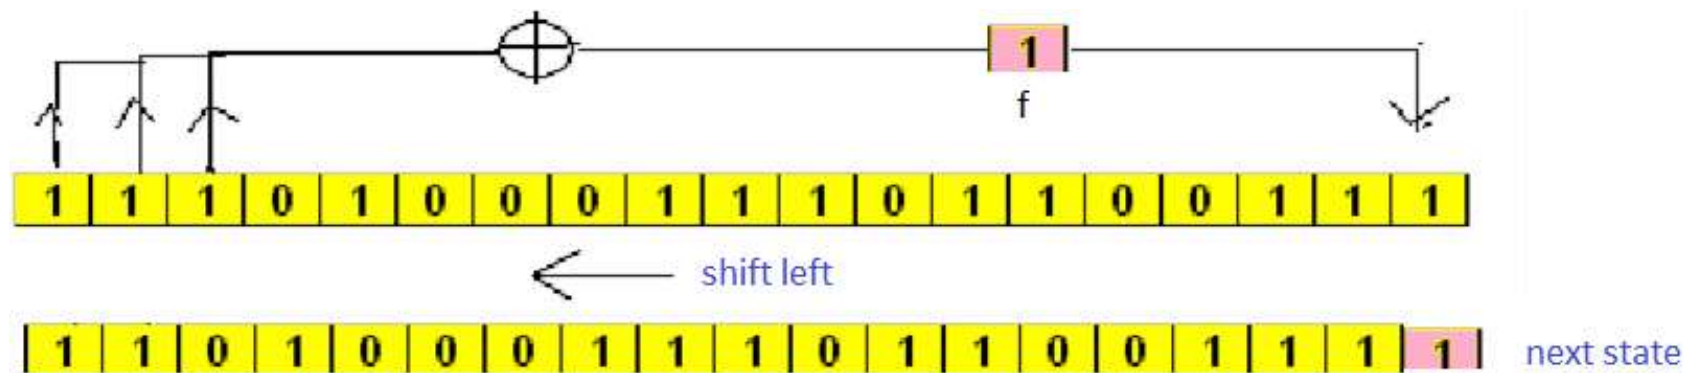 1
f
1 1 1 0 1 0 0 0 1 1 1 0 1 1 0 0 1 1 1
shift left
1 1 0 1 0 0 0 1 1 1 0 1 1 0 0 1 1 1 1 next state